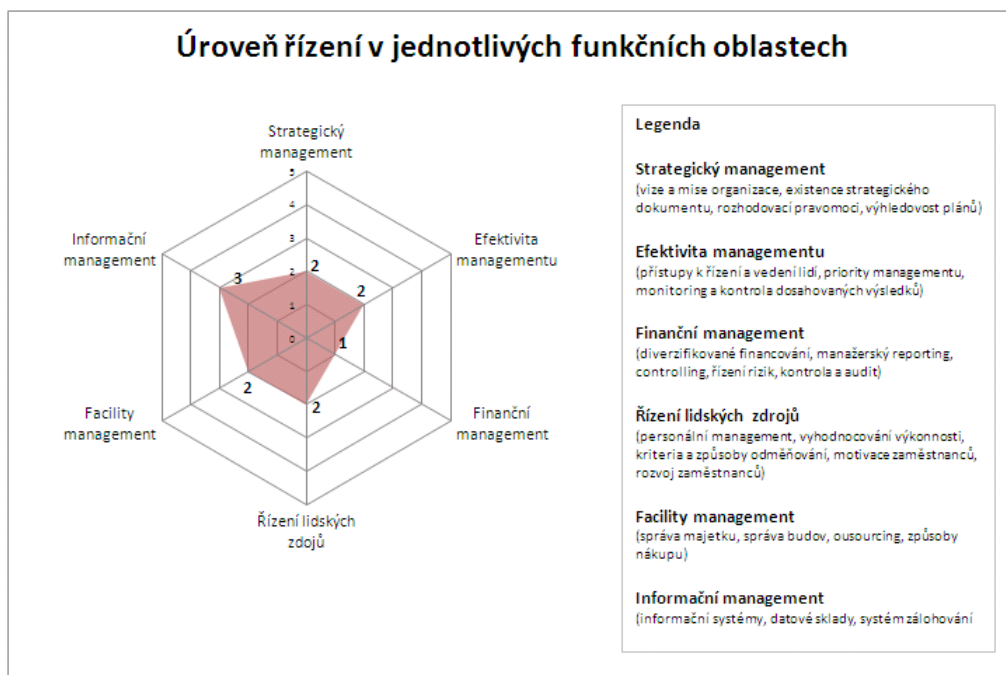 Úroveň řízení v jednotlivých funkčních oblastech
Strategický
management
5
4
3
2
1
0
Efektivita
managementu
Finanční
management
Řízení lidských
zdojů
Facility
management
Informační
management
2
2
1
2
2
3
Legenda
Strategický management
(vize a mise organizace, existence strategického
dokumentu, rozhodovací pravomoci, výhledovost plánů)
Efektivita managementu
(přístupy k řízení a vedení lidí, priority managementu,
monitoring a kontrola dosahovaných výsledků)
Finanční management
(diverzifikované financování, manažerský reporting,
controlling, řízení rizik, kontrola a audit)
Řízení lidských zdrojů
(personální management, vyhodnocování výkonnosti,
kriteria a způsoby odměňování, motivace zaměstnanců,
rozvoj zaměstnanců)
Facility management
(správa majetku, správa budov, ousourcing, způsoby
nákupu)
Informační management
(informační systémy, datové sklady, systém zálohování